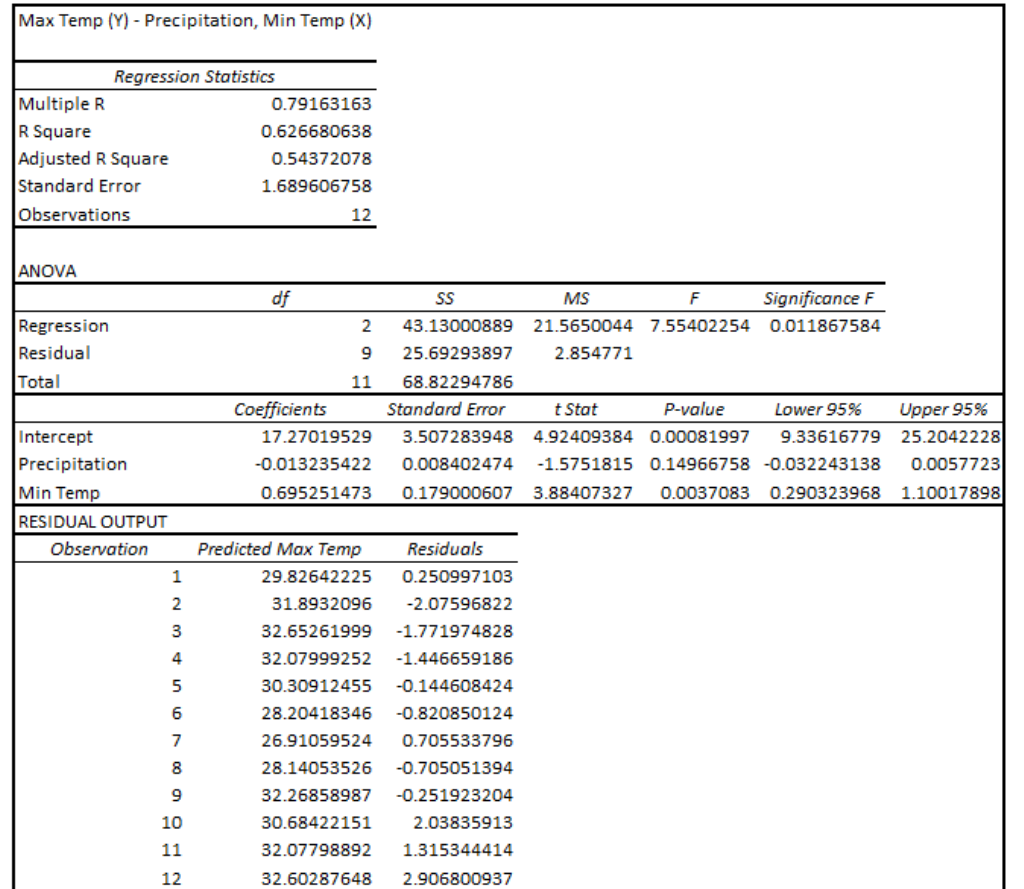 Max Temp (Y) - Precipitation, Min Temp (X)
Regression Statistics
Multiple R 0.79163163
R Square 0.626680638
Adjusted R Square 0.54372078
Standard Error 1.689606758
Observations 12
ANOVA
df SS MS F Significance F
Regression 2 43.13000889 21.5650044 7.55402254 0.011867584
Residual 9 25.69293897 2.854771
Total 11 68.82294786
Coefficients Standard Error t Stat P-value Lower 95% Upper 95%
Intercept 17.27019529 3.507283948 4.92409384 0.00081997 9.33616779 25.2042228
Precipitation -0.013235422 0.008402474 -1.5751815 0.14966758 -0.032243138 0.0057723
Min Temp 0.695251473 0.179000607 3.88407327 0.0037083 0.290323968 1.10017898
RESIDUAL OUTPUT
Observation Predicted Max Temp Residuals
1 29.82642225 0.250997103
2 31.8932096 -2.07596822
3 32.65261999 -1.771974828
4 32.07999252 -1.446659186
5 30.30912455 -0.144608424
6 28.20418346 -0.820850124
7 26.91059524 0.705533796
8 28.14053526 -0.705051394
9 32.26858987 -0.251923204
10 30.68422151 2.03835913
11 32.07798892 1.315344414
12 32.60287648 2.906800937